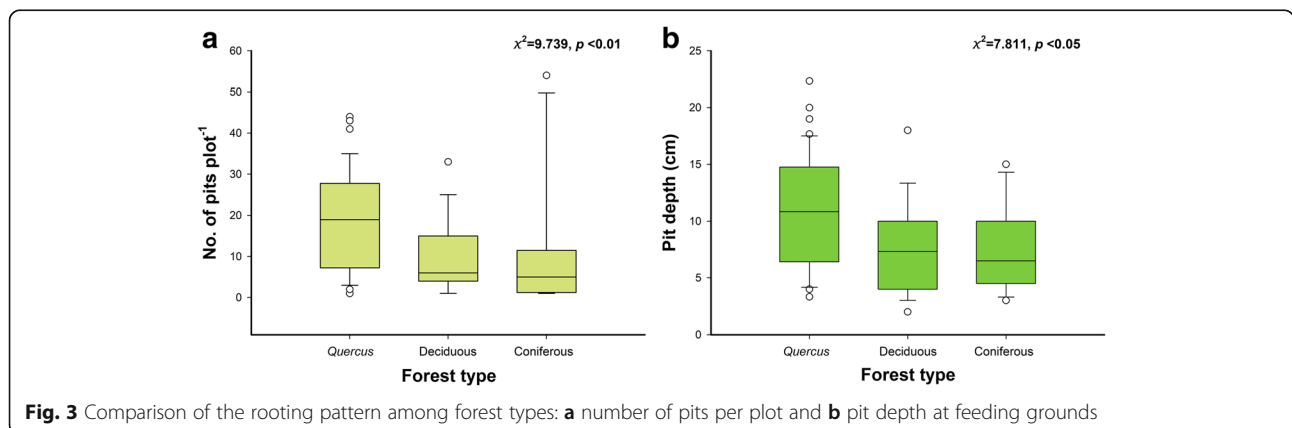 a
χ²=9.739, p <0.01
60
50
40
30
20
10
0
No. of pits plot⁻¹
Quercus Deciduous Coniferous
Forest type
b
χ²=7.811, p <0.05
25
20
15
10
5
0
Pit depth (cm)
Quercus Deciduous Coniferous
Forest type
Fig. 3 Comparison of the rooting pattern among forest types: a number of pits per plot and b pit depth at feeding grounds